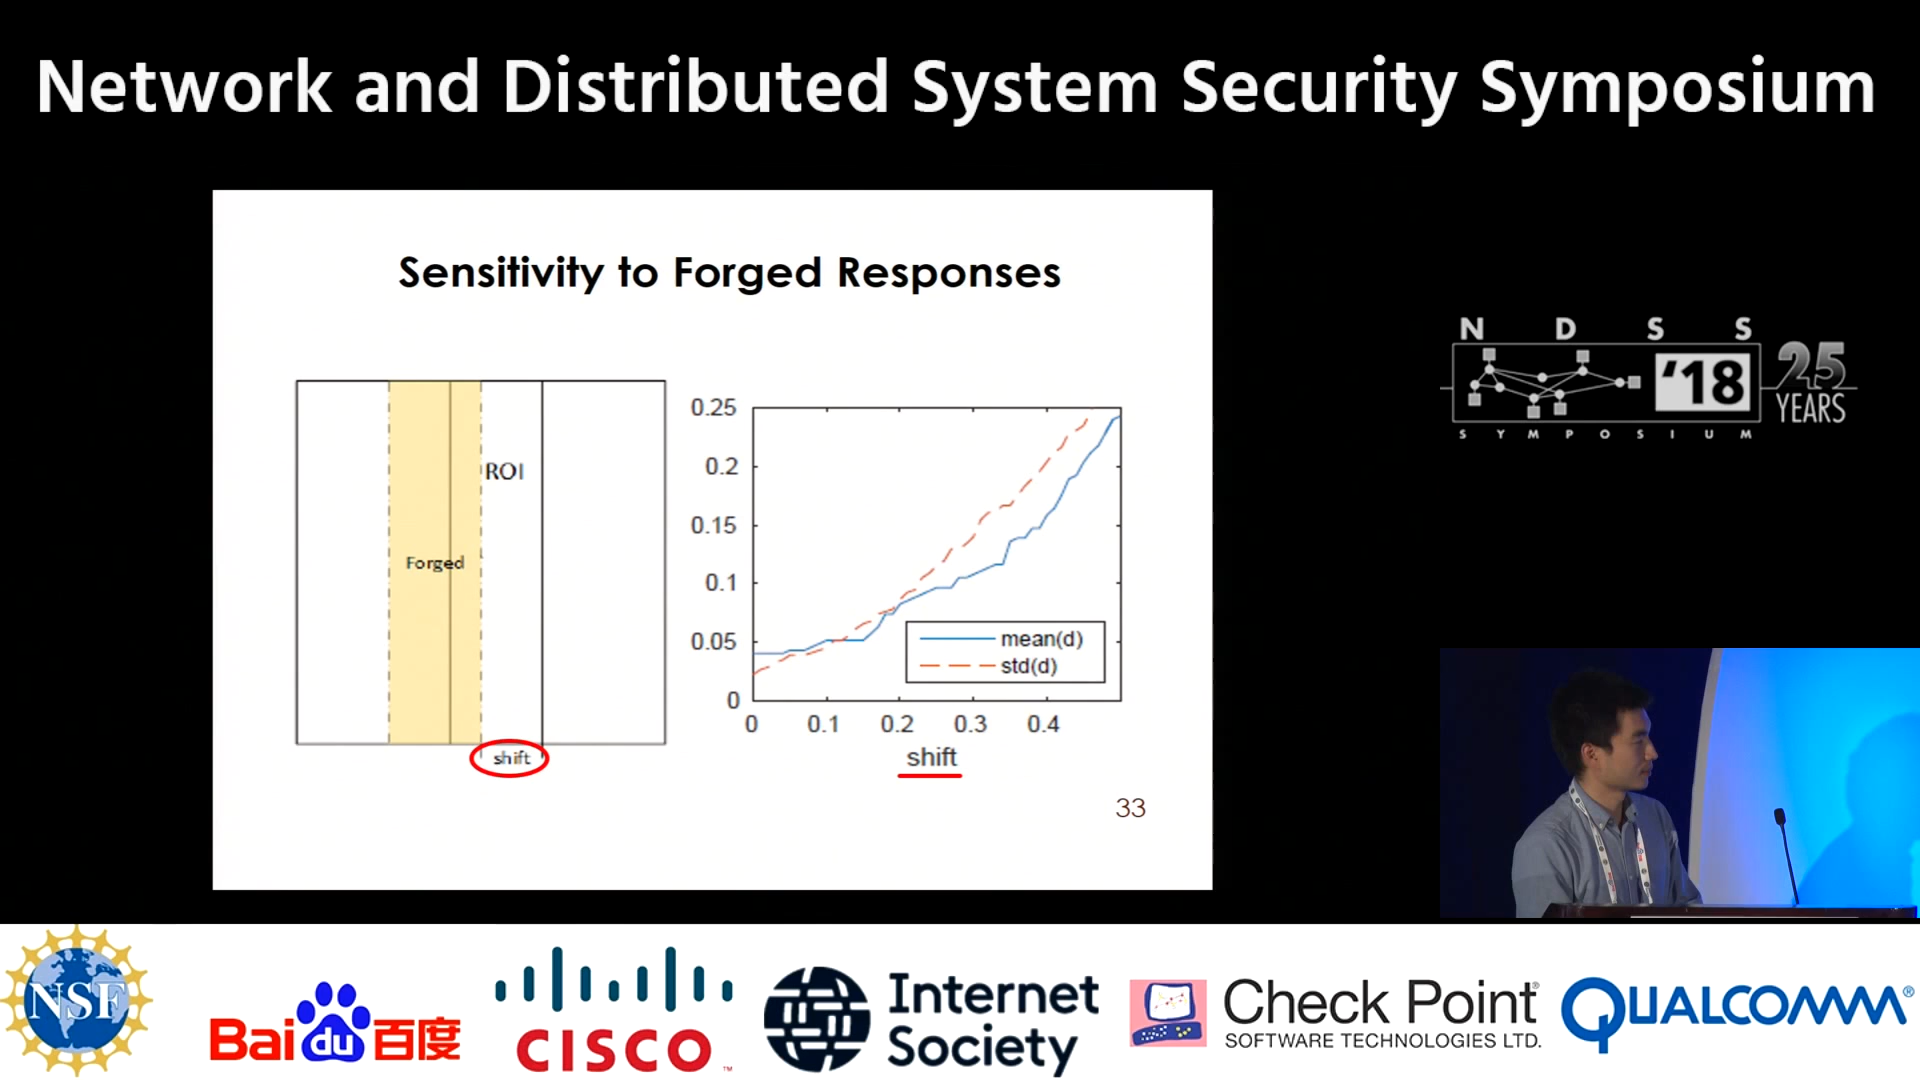 Network and Distributed System Security Symposium
Sensitivity to Forged Responses
ROI
Forged
shift
0.25
0.2
0.15
0.1
0.05
0
0
0.1
0.2
0.3
0.4
mean(d)
std(d)
shift
33
N D S S
'18
25
YEARS
SYMPOSIUM
NSF
Baidu百度
CISCO™
Internet
Society
Check Point®
SOFTWARE TECHNOLOGIES LTD.
QUALCOMM®